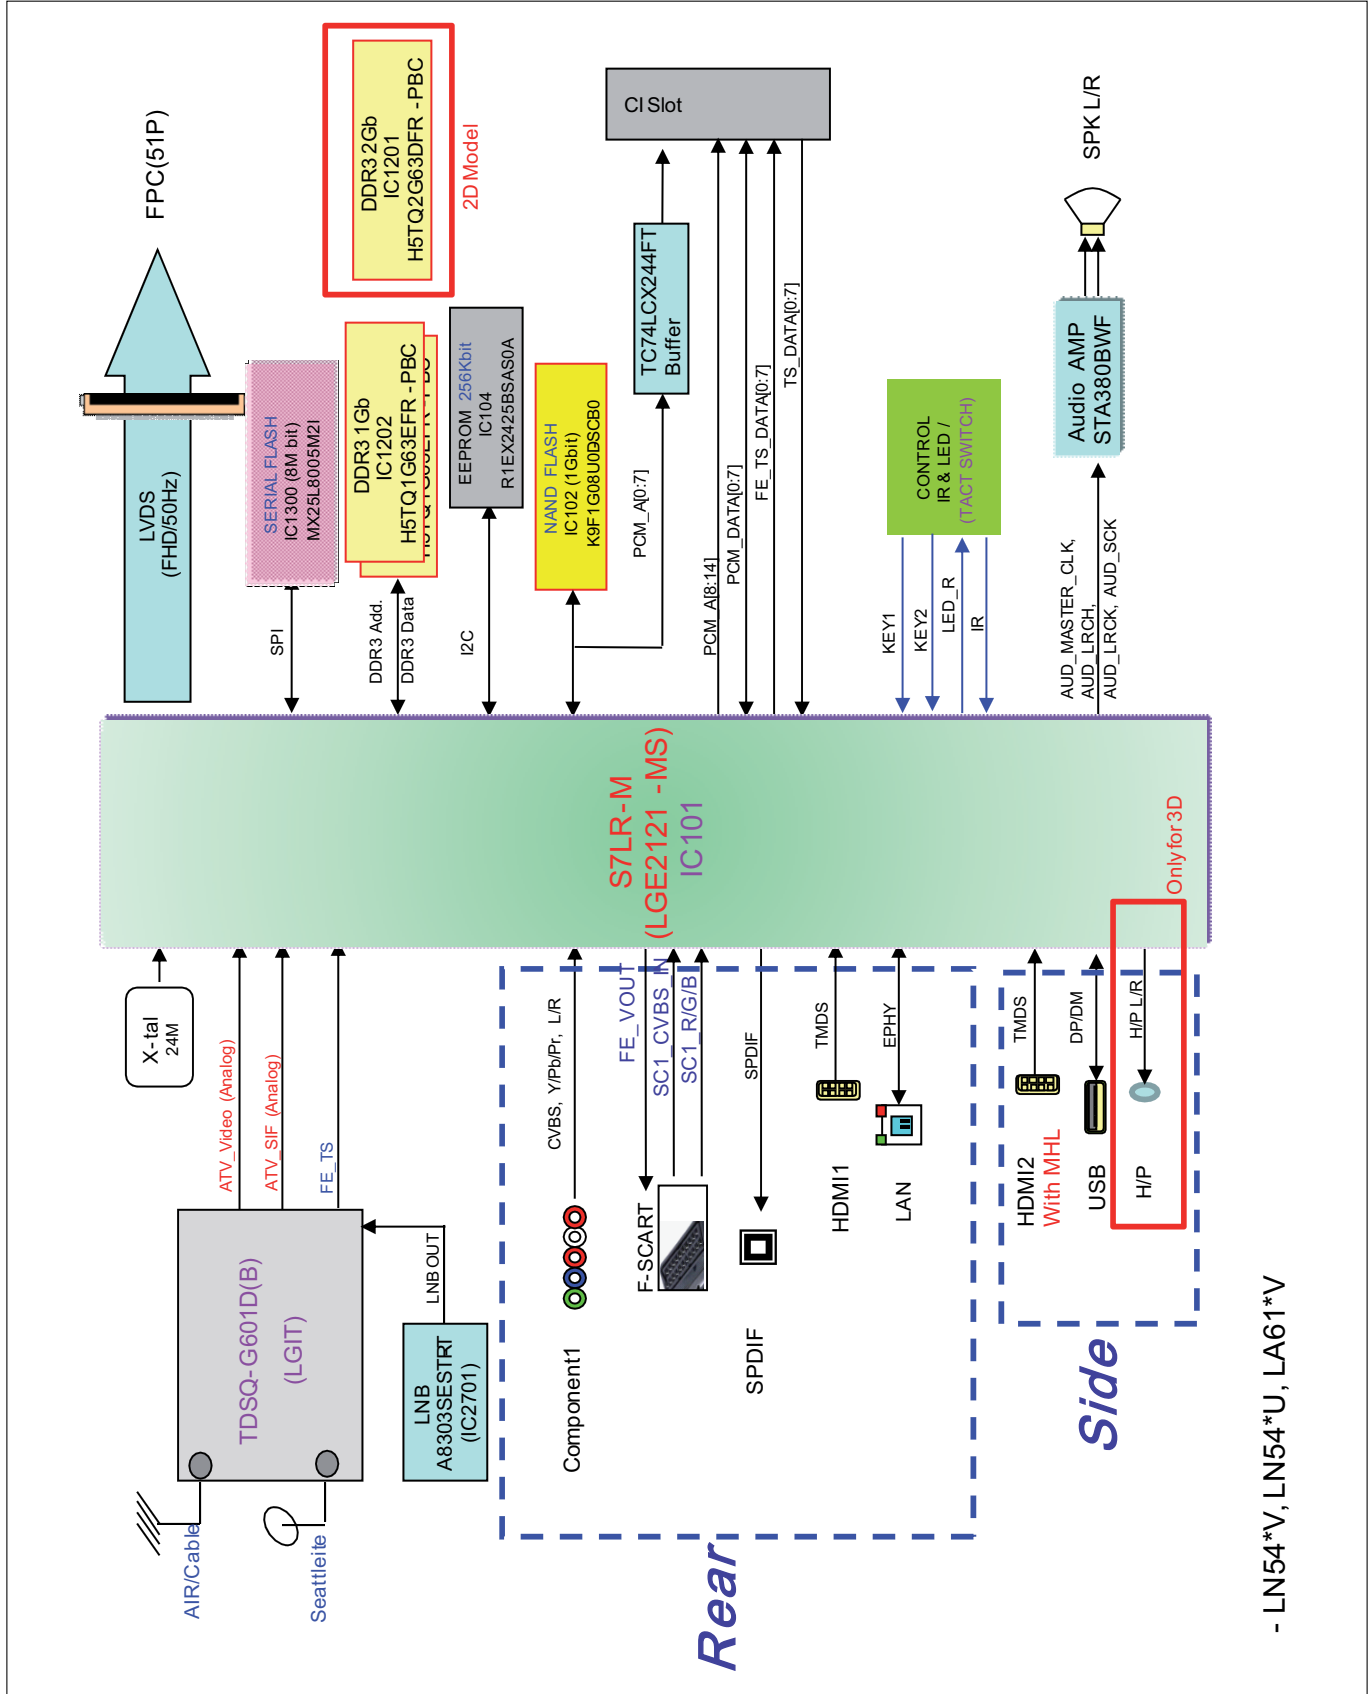 AIR/Cable
Seattleite
TDSQ-G601D(B)
(LGIT)
LNB
A8303SESTRT
(IC2701)
LNB OUT
X-tal
24M
ATV_Video (Analog)
ATV_SIF (Analog)
FE_TS
Rear
Component1
CVBS, Y/Pb/Pr, L/R
F-SCART
FE_VOUT
SC1_CVBS_IN
SC1_R/G/B
SPDIF
SPDIF
HDMI1
TMDS
LAN
EPHY
Side
HDMI2
With MHL
TMDS
USB
DP/DM
H/P
H/P L/R
Only for 3D
S7LR-M
(LGE2121 -MS)
IC101
LVDS
(FHD/50Hz)
FPC(51P)
SPI
SERIAL FLASH
IC1300 (8M bit)
MX25L8005M2I
DDR3 Add.
DDR3 Data
DDR3 1Gb
IC1202
H5TQ1G63EFR -PBC
DDR3 2Gb
IC1201
H5TQ2G63DFR -PBC
2D Model
I2C
EEPROM 256Kbit
IC104
R1EX2425BSAS0A
NAND FLASH
IC102 (1Gbit)
K9F1G08U0DSCB0
PCM_A[0:7]
TC74LCX244FT
Buffer
CI Slot
PCM_A[8:14]
PCM_DATA[0:7]
FE_TS_DATA[0:7]
TS_DATA[0:7]
KEY1
KEY2
LED_R
IR
CONTROL
IR & LED /
(TACT SWITCH)
AUD_MASTER_CLK,
AUD_LRCH,
AUD_LRCK, AUD_SCK
Audio AMP
STA380BWF
SPK L/R
- LN54*V, LN54*U, LA61*V